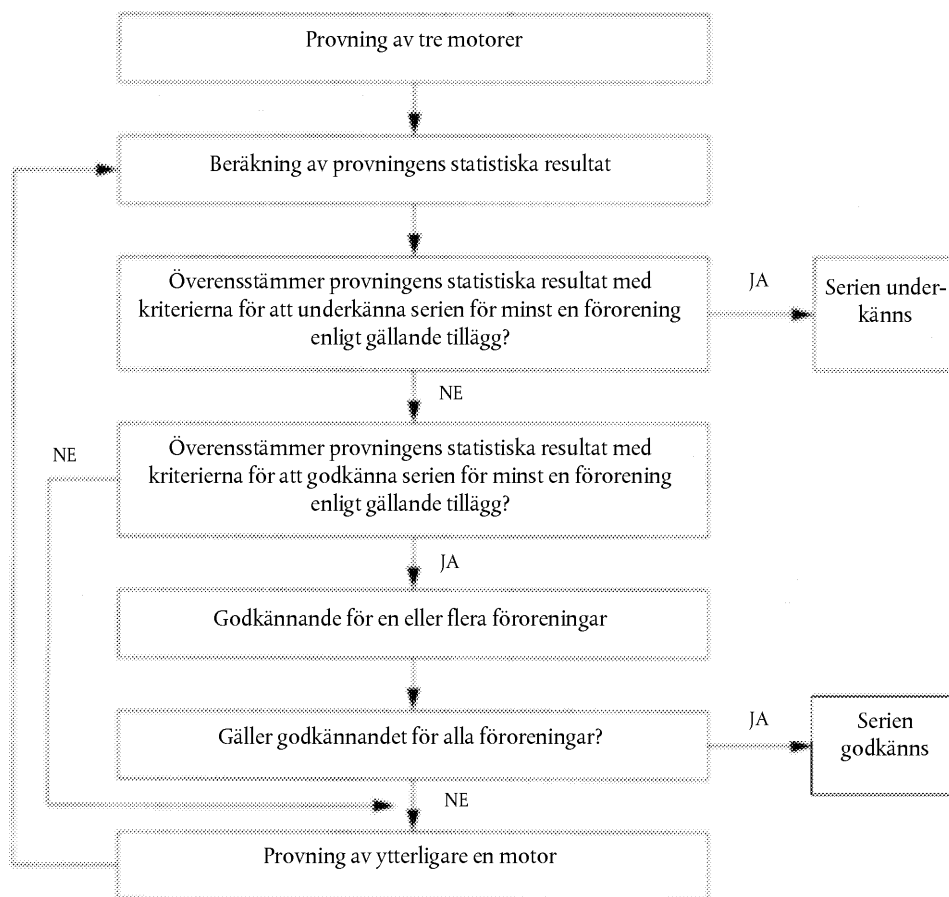 Provning av tre motorer
Beräkning av provningens statistiska resultat
Överensstämmer provningens statistiska resultat med
kriterierna för att underkänna serien för minst en förorening
enligt gällande tillägg?
JA
Serien under-
känns
NE
Överensstämmer provningens statistiska resultat med
kriterierna för att godkänna serien för minst en förorening
enligt gällande tillägg?
NE
JA
Godkännande för en eller flera föroreningar
Gäller godkännandet för alla föroreningar?
JA
Serien
godkänns
NE
Provning av ytterligare en motor